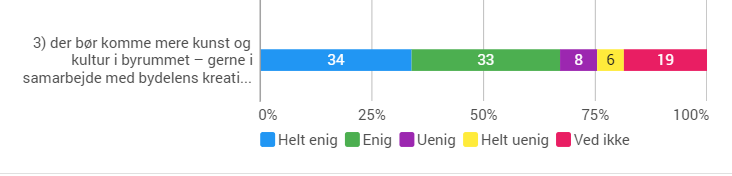 3) der bør komme mere kunst og
kultur i byrummet – gerne i
samarbejde med bydelens kreati...
34 33 8 6 19
0% 25% 50% 75% 100%
Helt enig Enig Uenig Helt uenig Ved ikke